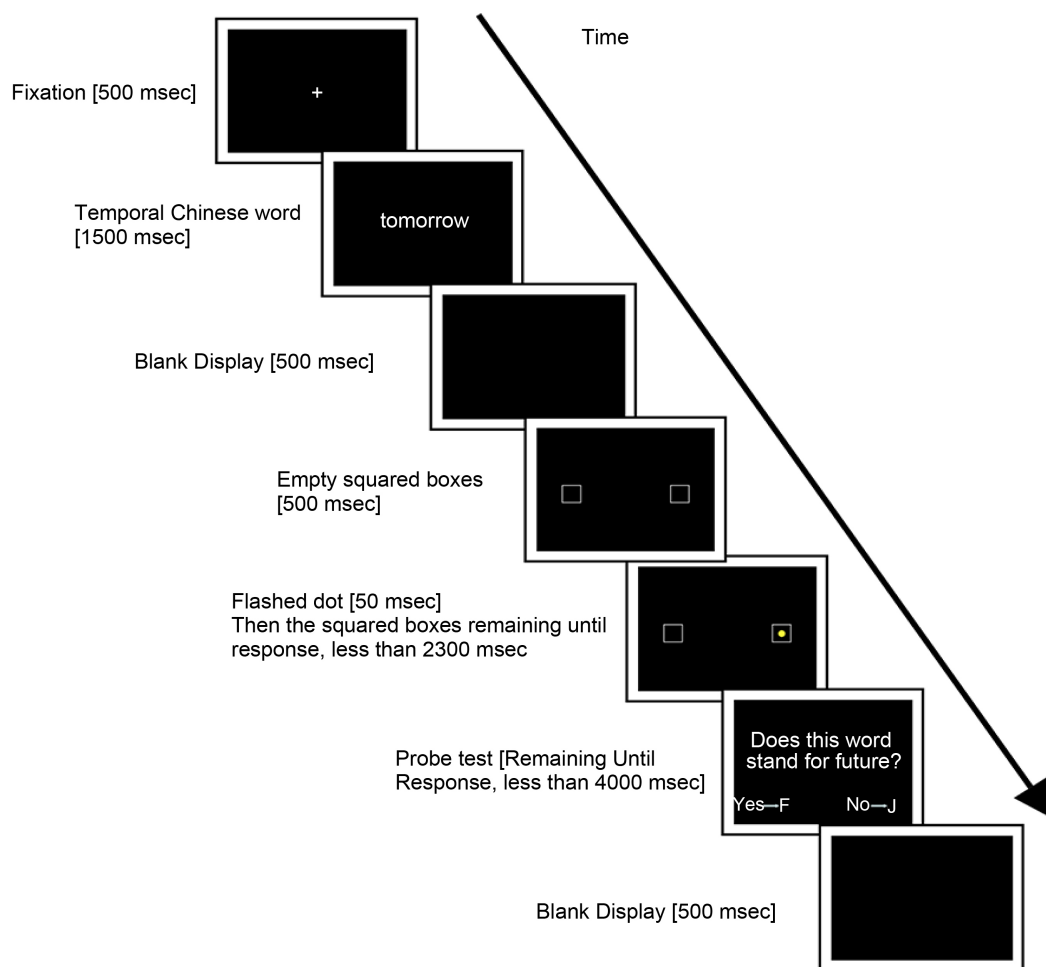 Time
Fixation [500 msec]
+
Temporal Chinese word
[1500 msec]
tomorrow
Blank Display [500 msec]
Empty squared boxes
[500 msec]
Flashed dot [50 msec]
Then the squared boxes remaining until
response, less than 2300 msec
Probe test [Remaining Until
Response, less than 4000 msec]
Does this word
stand for future?
Yes→F No→J
Blank Display [500 msec]